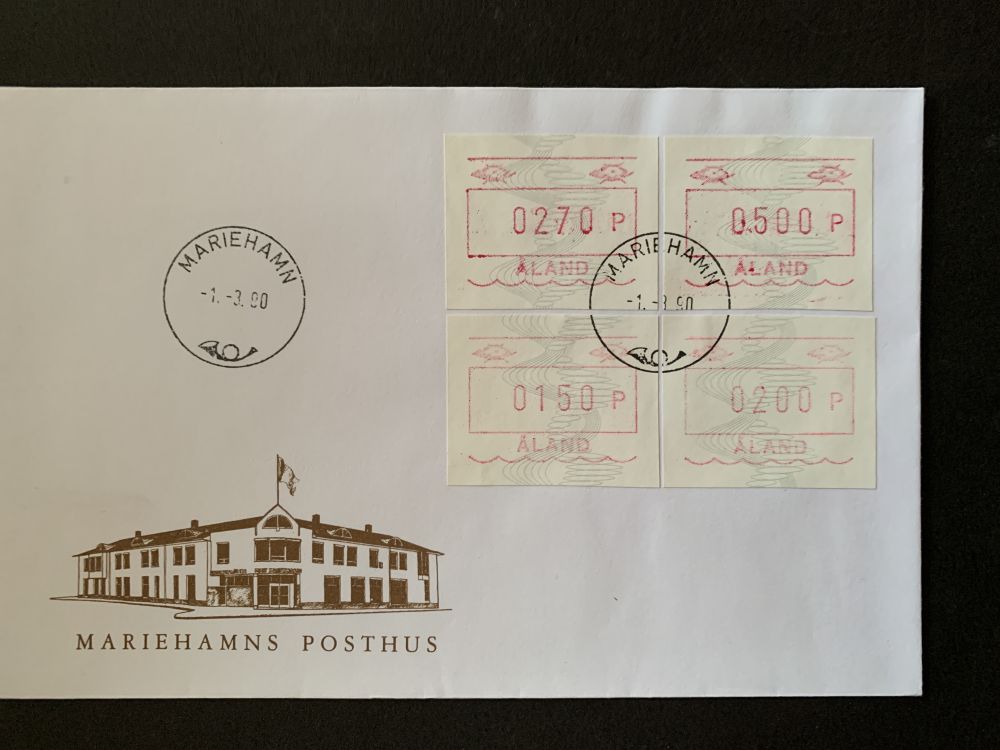 0270 P
ÅLAND
0500 P
ÅLAND
MARIEHAMN
-1. -3. 90
MARIEHAMN
-1. -3. 90
0150 P
ÅLAND
0200 P
ÅLAND
MARIEHAMNS POSTHUS